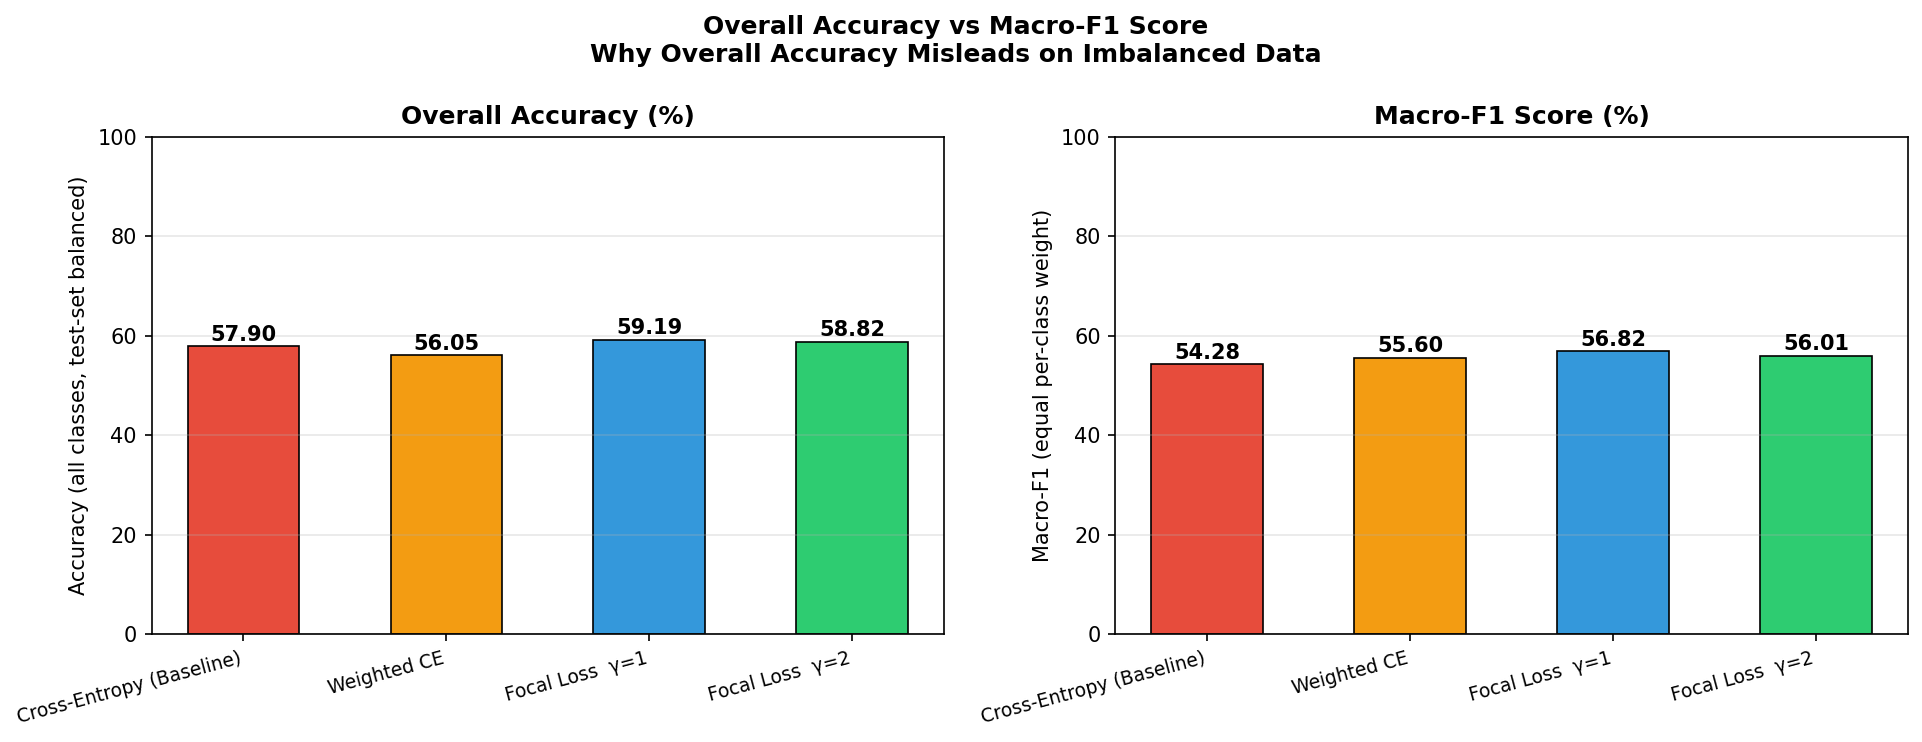 Overall Accuracy vs Macro-F1 Score
Why Overall Accuracy Misleads on Imbalanced Data
Overall Accuracy (%)
Accuracy (all classes, test-set balanced)
100
80
60
40
20
0
57.90
56.05
59.19
58.82
Cross-Entropy (Baseline)
Weighted CE
Focal Loss  γ=1
Focal Loss  γ=2
Macro-F1 Score (%)
Macro-F1 (equal per-class weight)
100
80
60
40
20
0
54.28
55.60
56.82
56.01
Cross-Entropy (Baseline)
Weighted CE
Focal Loss  γ=1
Focal Loss  γ=2